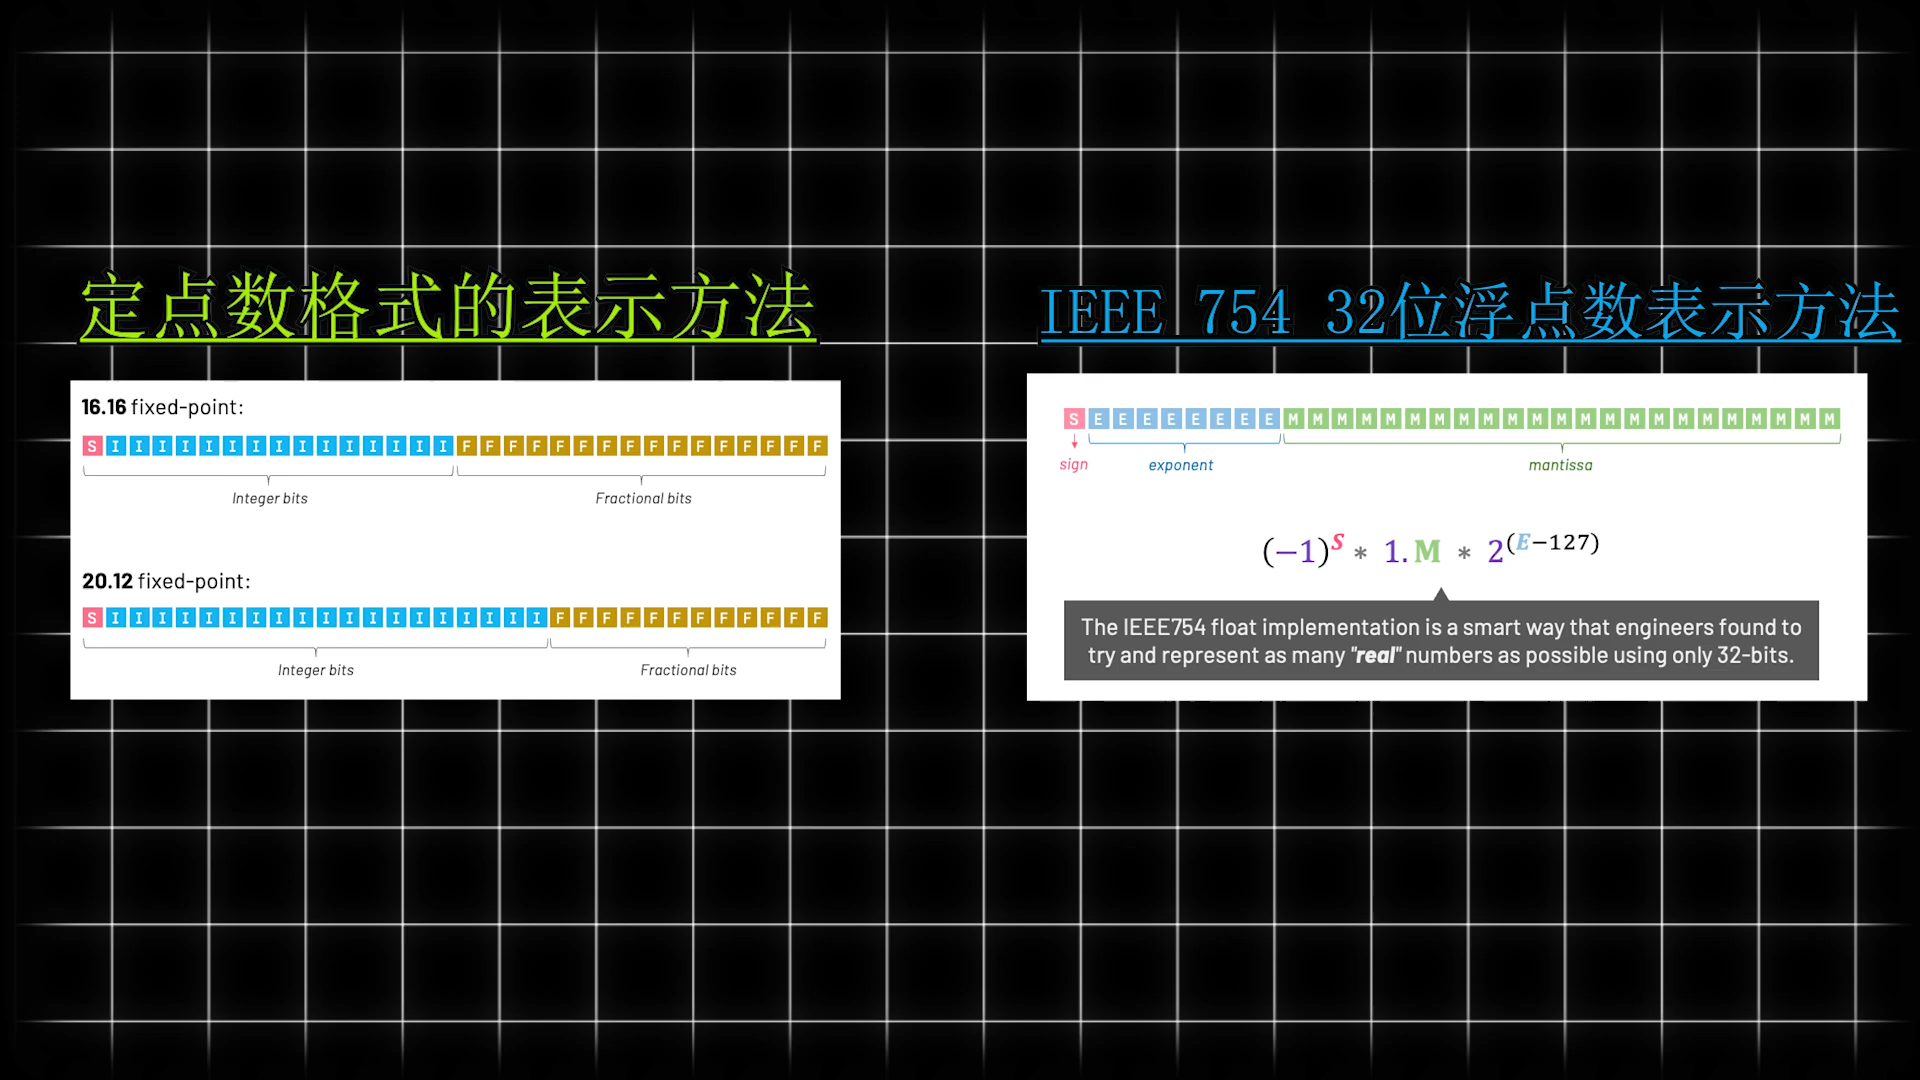 定点数格式的表示方法
16.16 fixed-point:
S I I I I I I I I I I I I I I I F F F F F F F F F F F F F F F F
Integer bits Fractional bits
20.12 fixed-point:
S I I I I I I I I I I I I I I I I I I I F F F F F F F F F F F F
Integer bits Fractional bits
IEEE 754 32位浮点数表示方法
S E E E E E E E E M M M M M M M M M M M M M M M M M M M M M M M
sign exponent mantissa
(−1)^S * 1.M * 2^(E−127)
The IEEE754 float implementation is a smart way that engineers found to
try and represent as many "real" numbers as possible using only 32-bits.